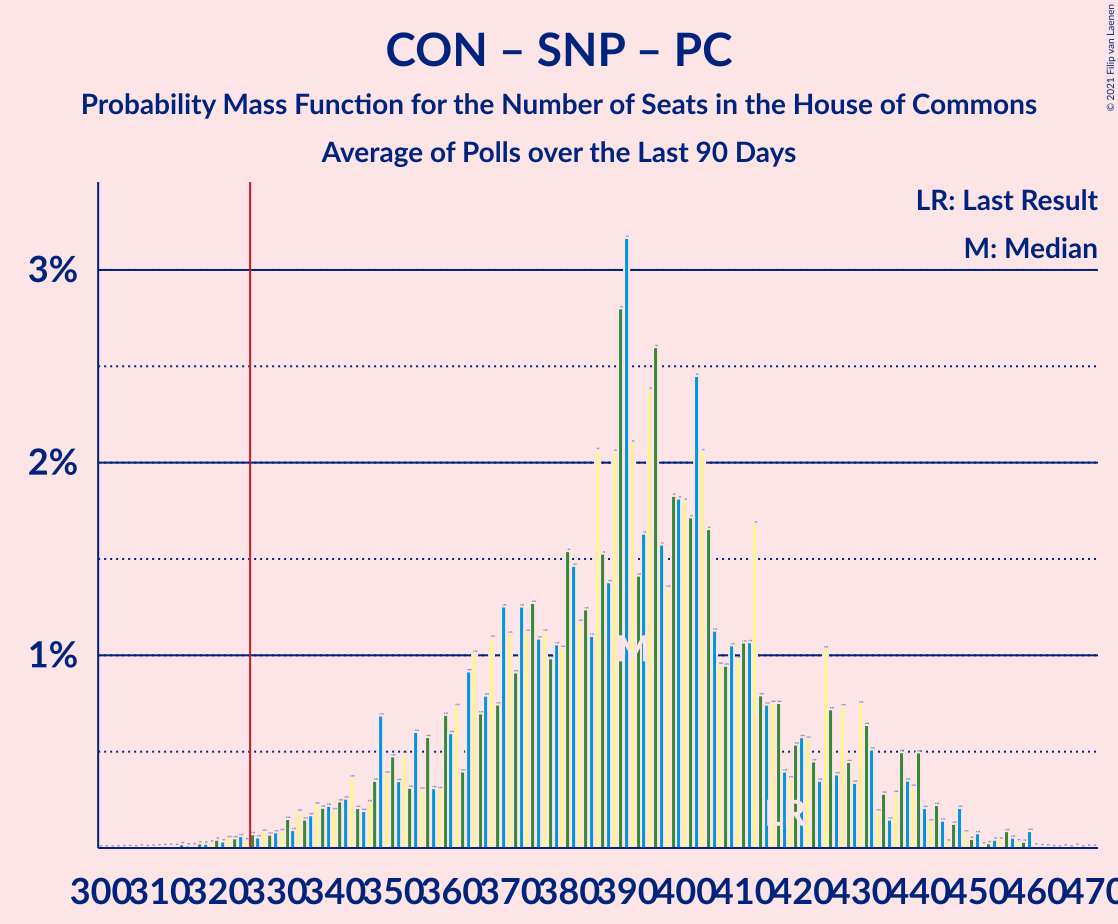 CON – SNP – PC
Probability Mass Function for the Number of Seats in the House of Commons
Average of Polls over the Last 90 Days
© 2021 Filip van Laenen
LR: Last Result
M: Median
3%
2%
1%
M
LR
300 310 320 330 340 350 360 370 380 390 400 410 420 430 440 450 460 470